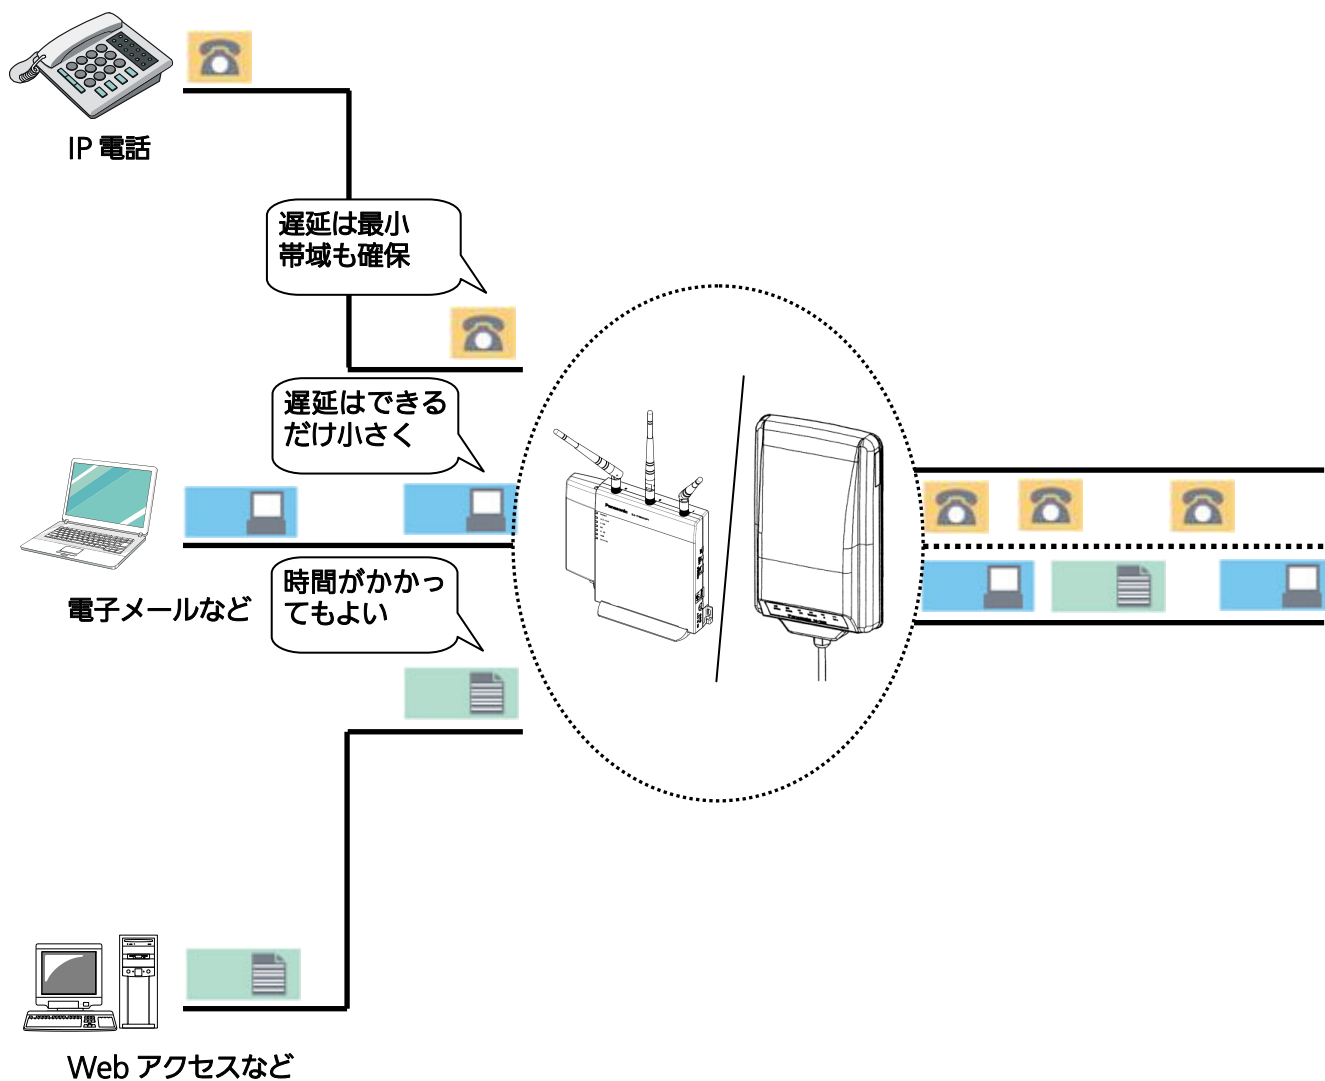 IP 電話
遅延は最小
帯域も確保
遅延はできる
だけ小さく
電子メールなど
時間がかかっ
てもよい
Panasonic
Web アクセスなど